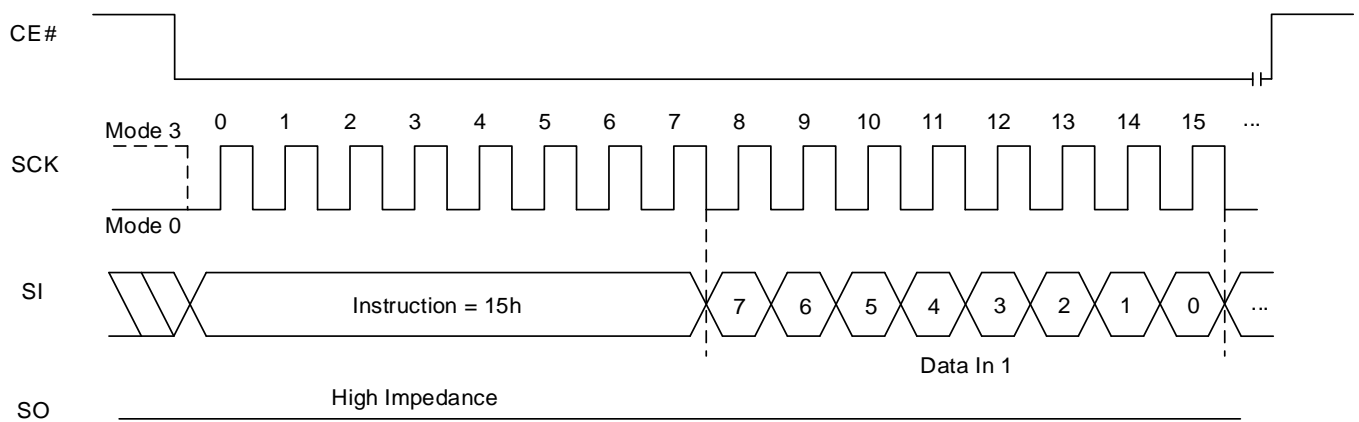 CE#
Mode 3 0 1 2 3 4 5 6 7 8 9 10 11 12 13 14 15 ...
SCK
Mode 0
SI Instruction = 15h 7 6 5 4 3 2 1 0 ...
Data In 1
High Impedance
SO